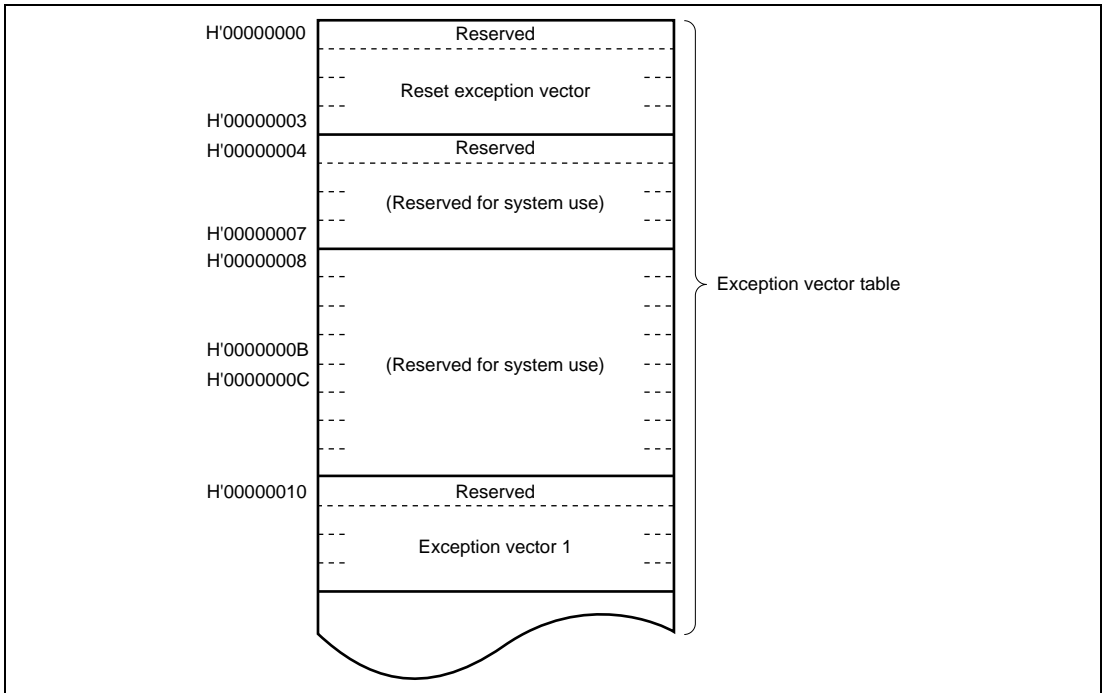 H'00000000 Reserved
Reset exception vector
H'00000003
H'00000004 Reserved
(Reserved for system use)
H'00000007
H'00000008
Exception vector table
H'0000000B
(Reserved for system use)
H'0000000C
H'00000010 Reserved
Exception vector 1